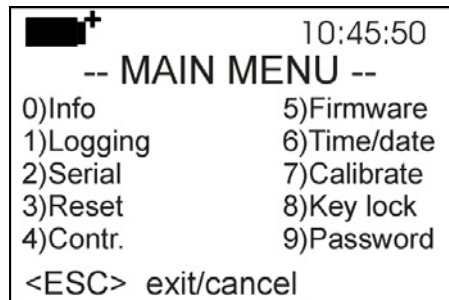 10:45:50
-- MAIN MENU --
0)Info 5)Firmware
1)Logging 6)Time/date
2)Serial 7)Calibrate
3)Reset 8)Key lock
4)Contr. 9)Password
<ESC> exit/cancel